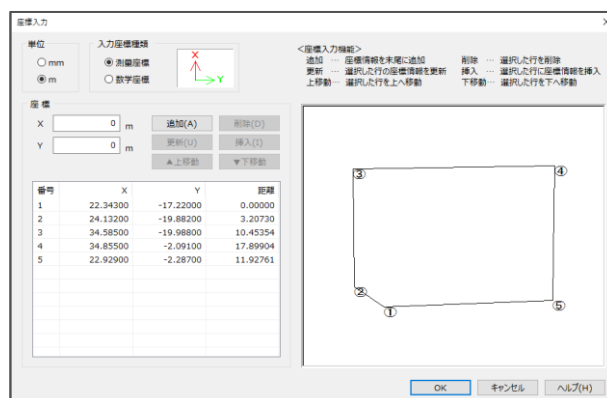 座標入力
単位
mm
m
入力座標種類
測量座標
数学座標
X
Y
<座標入力機能>
追加 … 座標情報を末尾に追加 削除 … 選択した行を削除
更新 … 選択した行の座標情報を更新 挿入 … 選択した行に座標情報を挿入
上移動… 選択した行を上へ移動 下移動… 選択した行を下へ移動
座標
X 0 m 追加(A) 削除(D)
Y 0 m 更新(U) 挿入(I)
▲上移動 ▼下移動
番号 X Y 距離
1 22.34300 -17.22000 0.00000
2 24.13200 -19.88200 3.20730
3 34.58500 -19.98800 10.45354
4 34.85500 -2.09100 17.89904
5 22.92900 -2.28700 11.92761
③ ④
②
① ⑤
OK キャンセル ヘルプ(H)